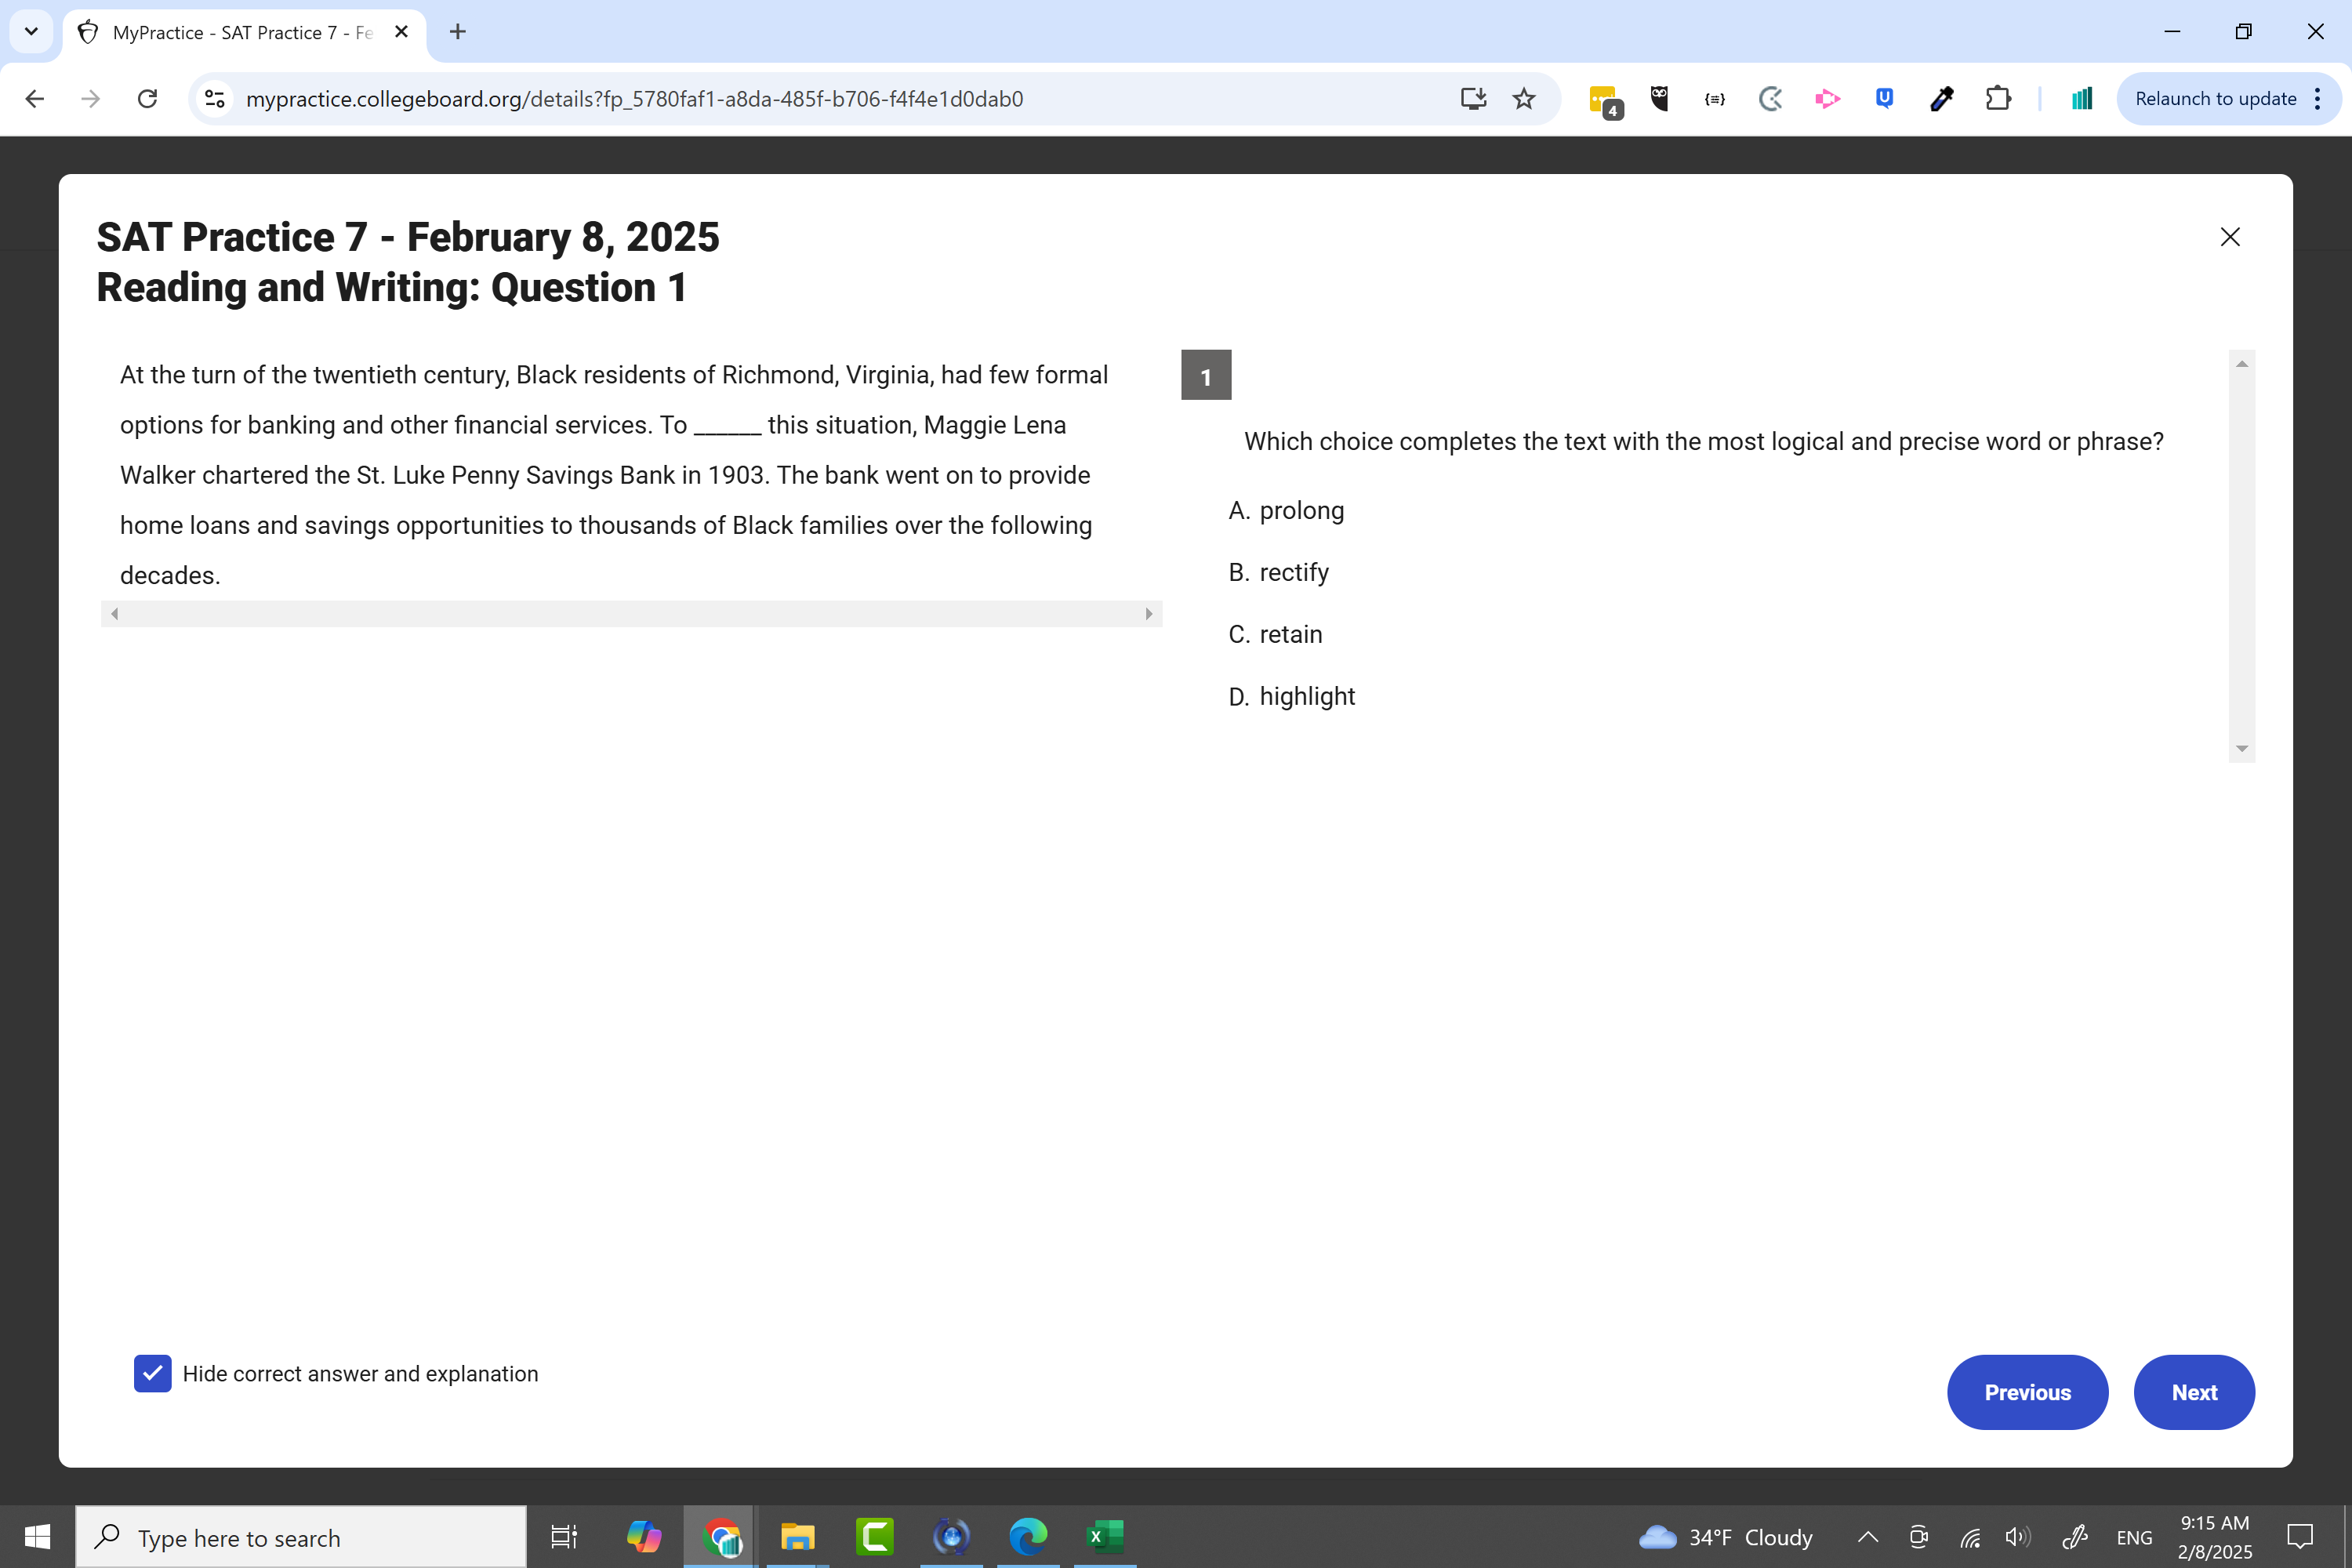 MyPractice - SAT Practice 7 - Fe
mypractice.collegeboard.org/details?fp_5780faf1-a8da-485f-b706-f4f4e1d0dab0
4
Relaunch to update
SAT Practice 7 - February 8, 2025
Reading and Writing: Question 1
At the turn of the twentieth century, Black residents of Richmond, Virginia, had few formal
options for banking and other financial services. To ______ this situation, Maggie Lena
Walker chartered the St. Luke Penny Savings Bank in 1903. The bank went on to provide
home loans and savings opportunities to thousands of Black families over the following
decades.
1
Which choice completes the text with the most logical and precise word or phrase?
A. prolong
B. rectify
C. retain
D. highlight
Hide correct answer and explanation
Previous
Next
Type here to search
34°F Cloudy
ENG
9:15 AM
2/8/2025